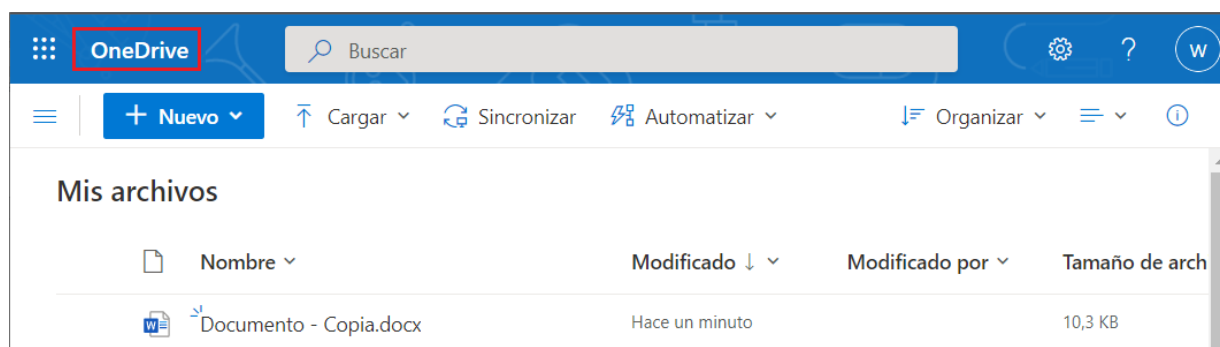 OneDrive Buscar ? W
+ Nuevo Cargar Sincronizar Automatizar Organizar
Mis archivos
Nombre Modificado ↓ Modificado por Tamaño de arch
Documento - Copia.docx Hace un minuto 10,3 KB